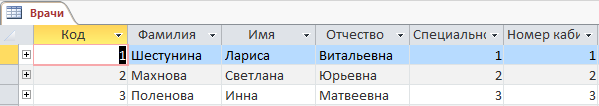 Врачи
Код Фамилия Имя Отчество Специально Номер каби
1 Шестунина Лариса Витальевна 1 1
2 Махнова Светлана Юрьевна 2 2
3 Поленова Инна Матвеевна 3 3